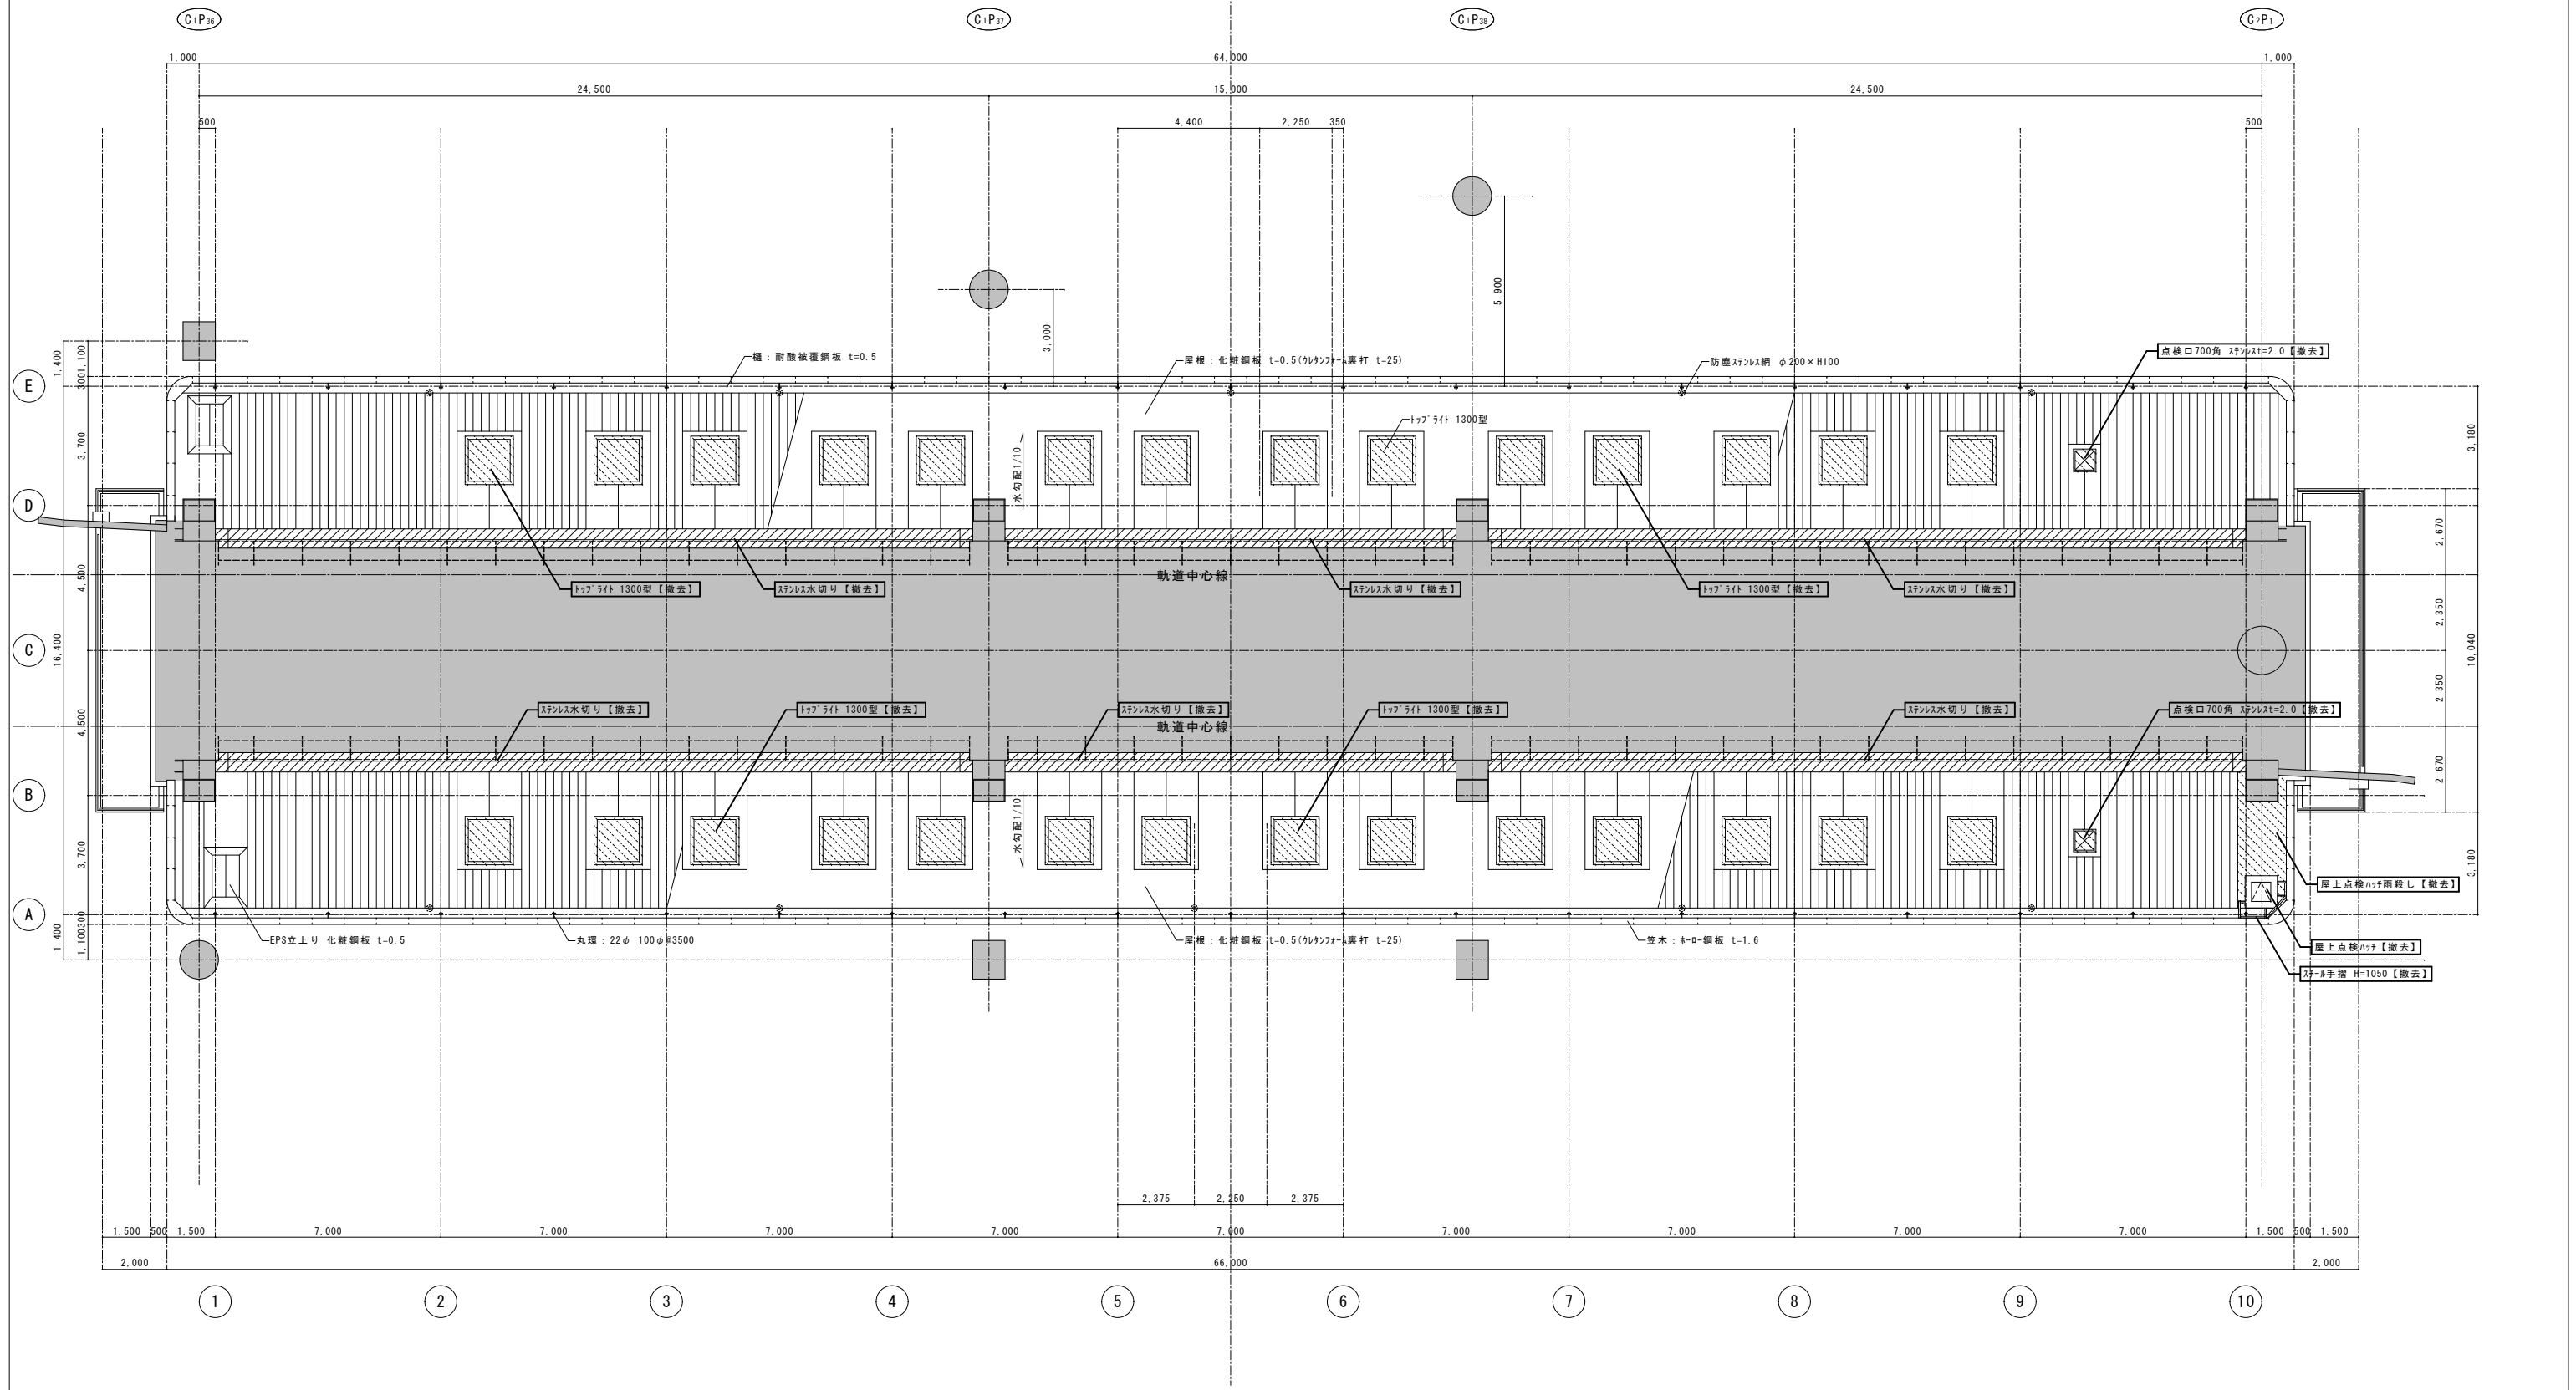 C1P36
C1P37
C1P38
C2P1
1,000
64,000
1,000
24,500
15,000
24,500
500
4,400
2,250
350
500
5,900
3,000
樋：耐酸被覆鋼板 t=0.5
屋根：化粧鋼板 t=0.5(ウレタンフォーム裏打 t=25)
防塵ステンレス網 φ200×H100
点検口700角 ステンレスt=2.0【撤去】
トップライト 1300型
水勾配1/10
E
D
C
B
A
1,400
1,100
300
3,700
4,500
16,400
4,500
3,700
300
1,100
1,400
3,180
2,670
2,350
10,040
2,350
2,670
3,180
軌道中心線
トップライト 1300型【撤去】
ステンレス水切り【撤去】
ステンレス水切り【撤去】
トップライト 1300型【撤去】
ステンレス水切り【撤去】
ステンレス水切り【撤去】
トップライト 1300型【撤去】
ステンレス水切り【撤去】
トップライト 1300型【撤去】
ステンレス水切り【撤去】
点検口700角 ステンレスt=2.0【撤去】
軌道中心線
水勾配1/10
屋上点検ハッチ雨殺し【撤去】
EPS立上り 化粧鋼板 t=0.5
丸環：22φ 100φ@3500
屋根：化粧鋼板 t=0.5(ウレタンフォーム裏打 t=25)
笠木：ホーロー鋼板 t=1.6
屋上点検ハッチ【撤去】
スチール手摺 H=1050【撤去】
2,375
2,250
2,375
1,500
500
1,500
7,000
7,000
7,000
7,000
7,000
7,000
7,000
7,000
7,000
1,500
500
1,500
2,000
66,000
2,000
1
2
3
4
5
6
7
8
9
10